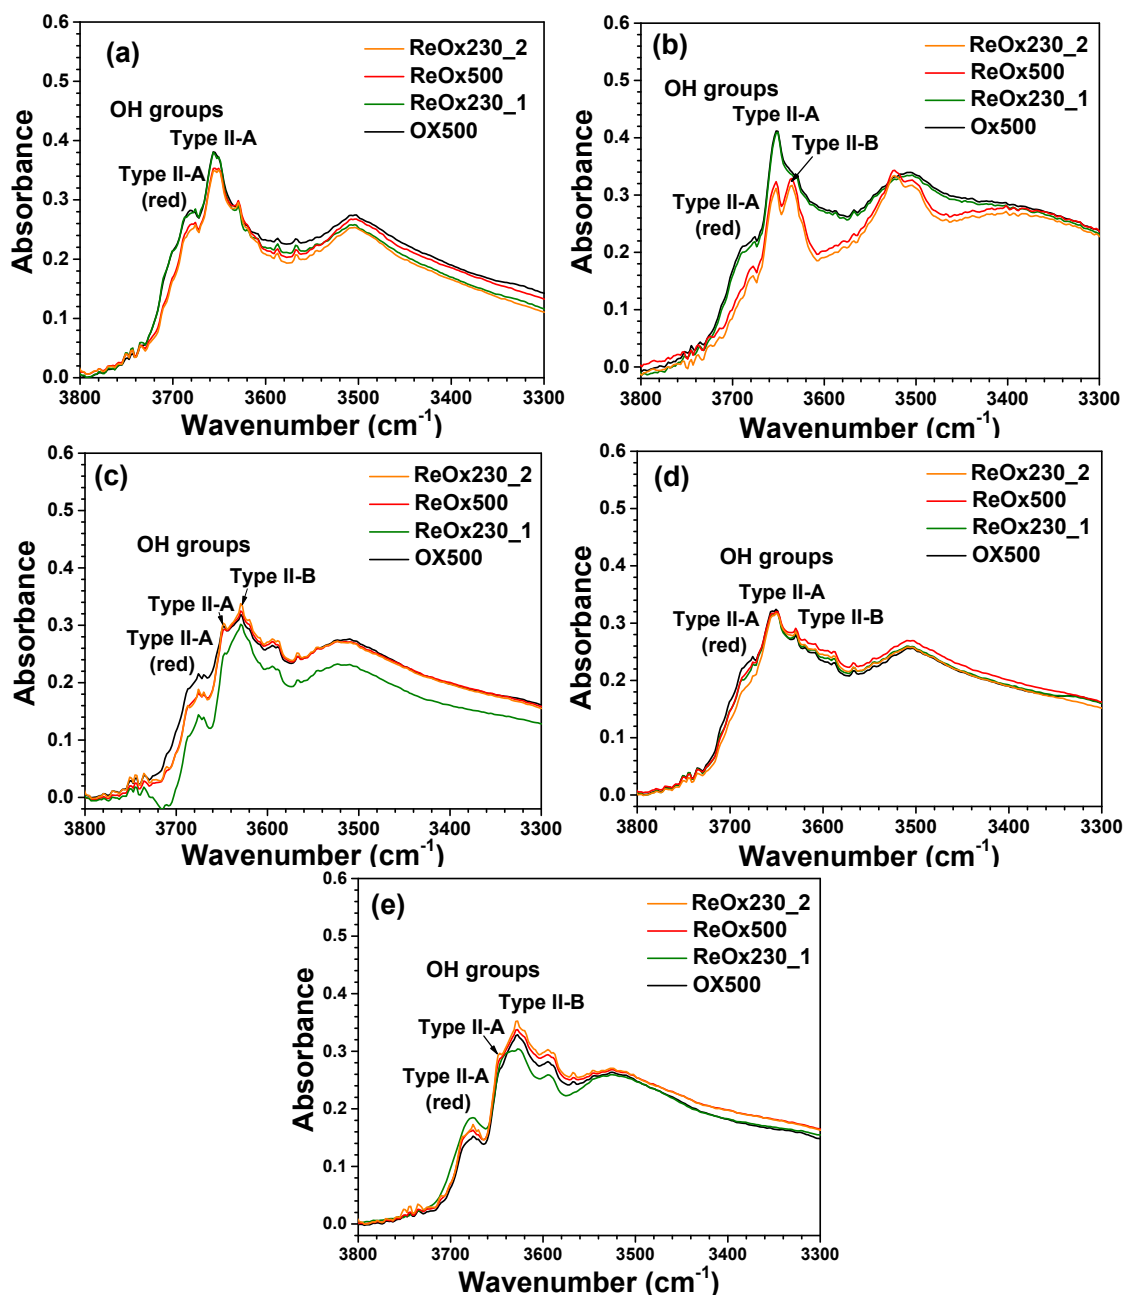 (a)
ReOx230_2
ReOx500
ReOx230_1
OX500
OH groups
Type II-A
Type II-A
(red)
Absorbance
0.6
0.5
0.4
0.3
0.2
0.1
0.0
3800 3700 3600 3500 3400 3300
Wavenumber (cm-1)
(b)
ReOx230_2
ReOx500
ReOx230_1
Ox500
OH groups
Type II-A
Type II-B
Type II-A
(red)
Absorbance
0.6
0.5
0.4
0.3
0.2
0.1
0.0
3800 3700 3600 3500 3400 3300
Wavenumber (cm-1)
(c)
ReOx230_2
ReOx500
ReOx230_1
OX500
OH groups
Type II-B
Type II-A
Type II-A
(red)
Absorbance
0.6
0.5
0.4
0.3
0.2
0.1
0.0
3800 3700 3600 3500 3400 3300
Wavenumber (cm-1)
(d)
ReOx230_2
ReOx500
ReOx230_1
OX500
OH groups
Type II-A
Type II-A
(red)
Type II-B
Absorbance
0.6
0.5
0.4
0.3
0.2
0.1
0.0
3800 3700 3600 3500 3400 3300
Wavenumber (cm-1)
(e)
ReOx230_2
ReOx500
ReOx230_1
OX500
OH groups
Type II-B
Type II-A
Type II-A
(red)
Absorbance
0.6
0.5
0.4
0.3
0.2
0.1
0.0
3800 3700 3600 3500 3400 3300
Wavenumber (cm-1)